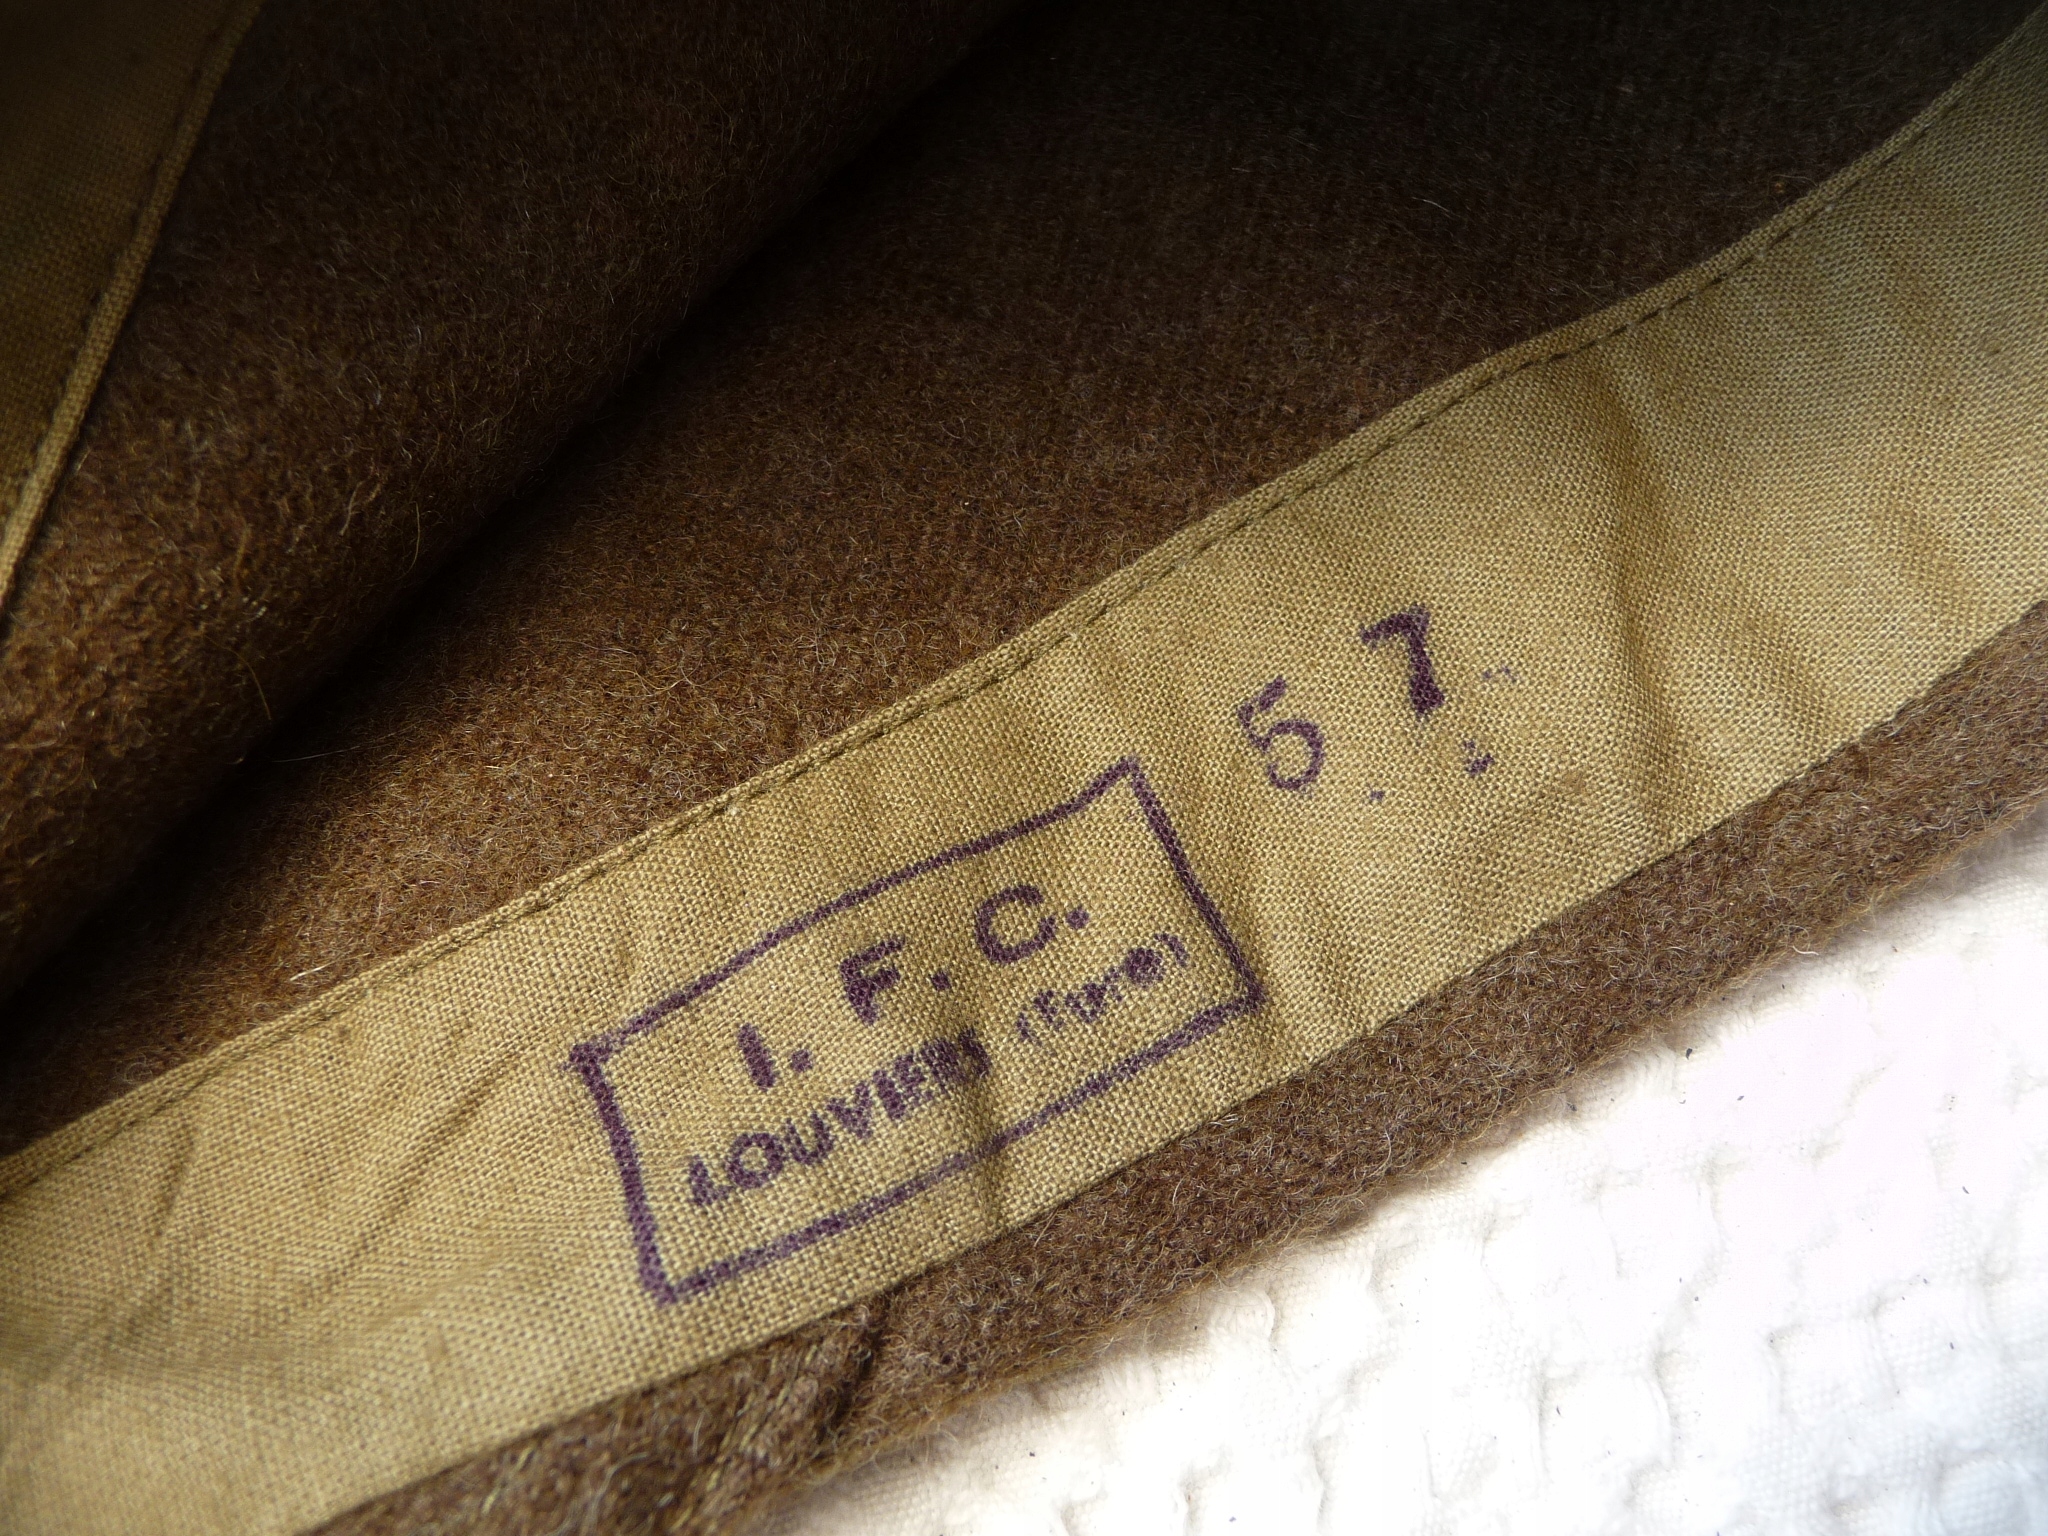 I. F. C.
LOUVIERS (Eure)
57